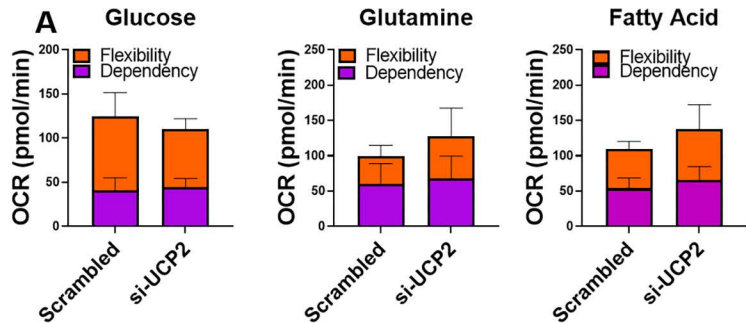 A
Glucose
OCR (pmol/min)
200
150
100
50
0
Flexibility
Dependency
Scrambled
si-UCP2
Glutamine
OCR (pmol/min)
250
200
150
100
50
0
Flexibility
Dependency
Scrambled
si-UCP2
Fatty Acid
OCR (pmol/min)
250
200
150
100
50
0
Flexibility
Dependency
Scrambled
si-UCP2